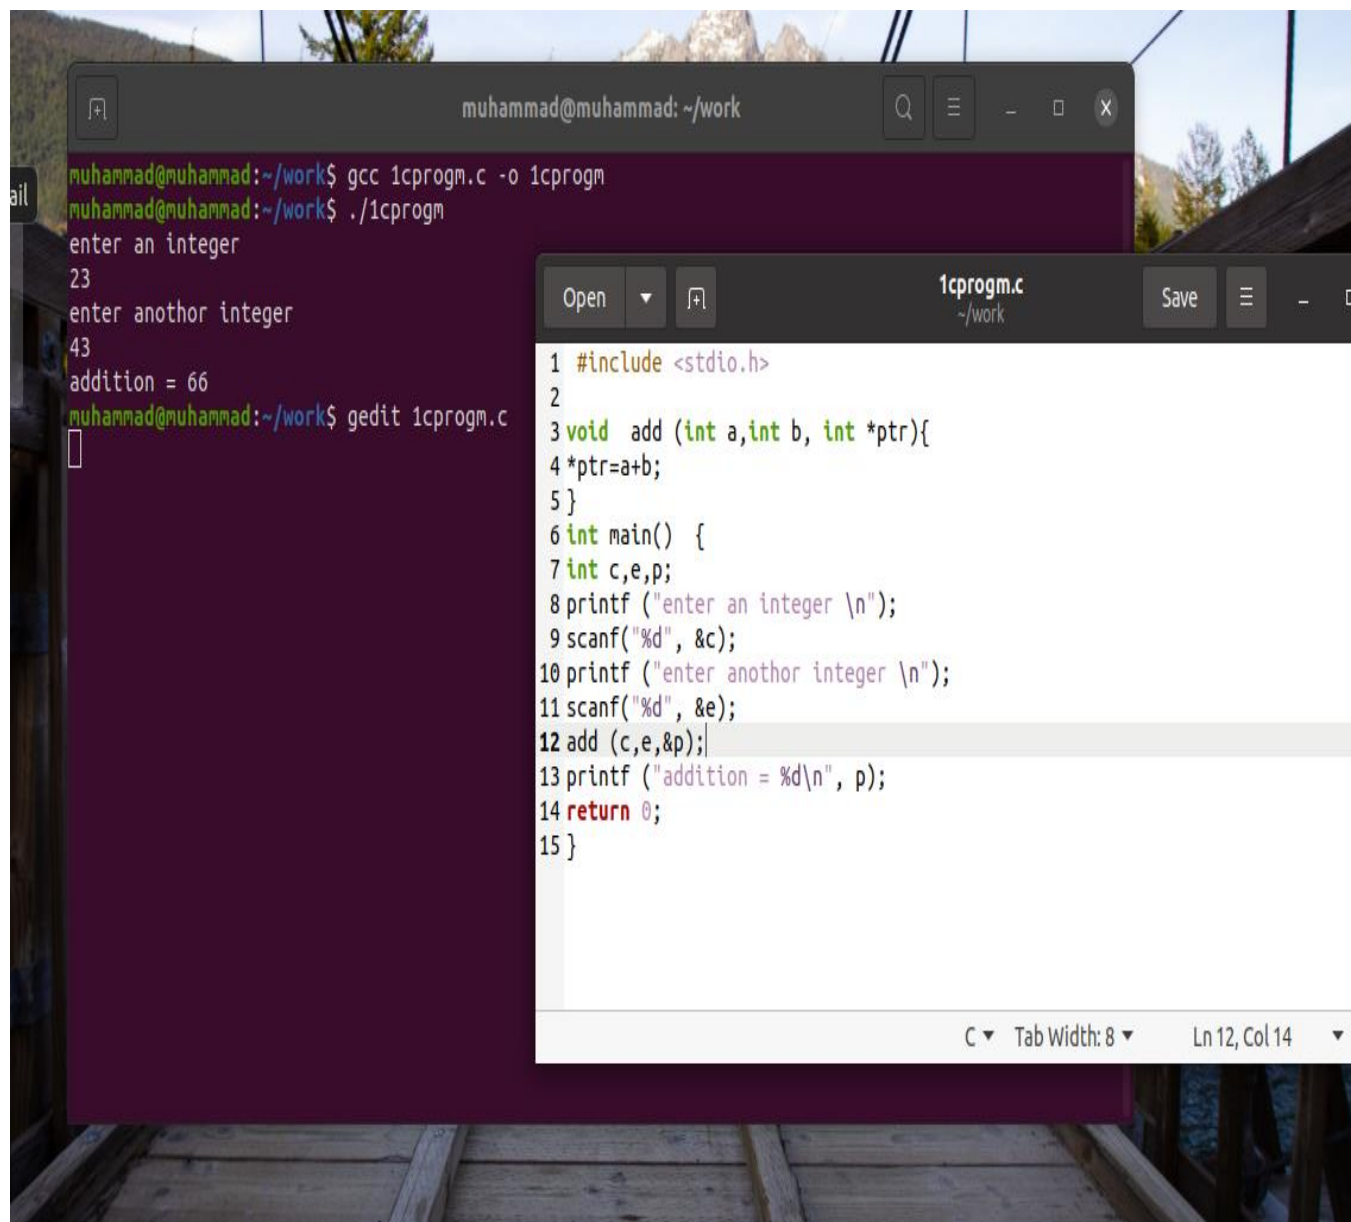 muhammad@muhammad: ~/work
muhammad@muhammad:~/work$ gcc 1cprogm.c -o 1cprogm
muhammad@muhammad:~/work$ ./1cprogm
enter an integer
23
enter anothor integer
43
addition = 66
muhammad@muhammad:~/work$ gedit 1cprogm.c
ail
Open
1cprogm.c
~/work
Save
1 #include <stdio.h>
2
3 void  add (int a,int b, int *ptr){
4 *ptr=a+b;
5 }
6 int main()  {
7 int c,e,p;
8 printf ("enter an integer \n");
9 scanf("%d", &c);
10 printf ("enter anothor integer \n");
11 scanf("%d", &e);
12 add (c,e,&p);
13 printf ("addition = %d\n", p);
14 return 0;
15 }
C Tab Width: 8 Ln 12, Col 14